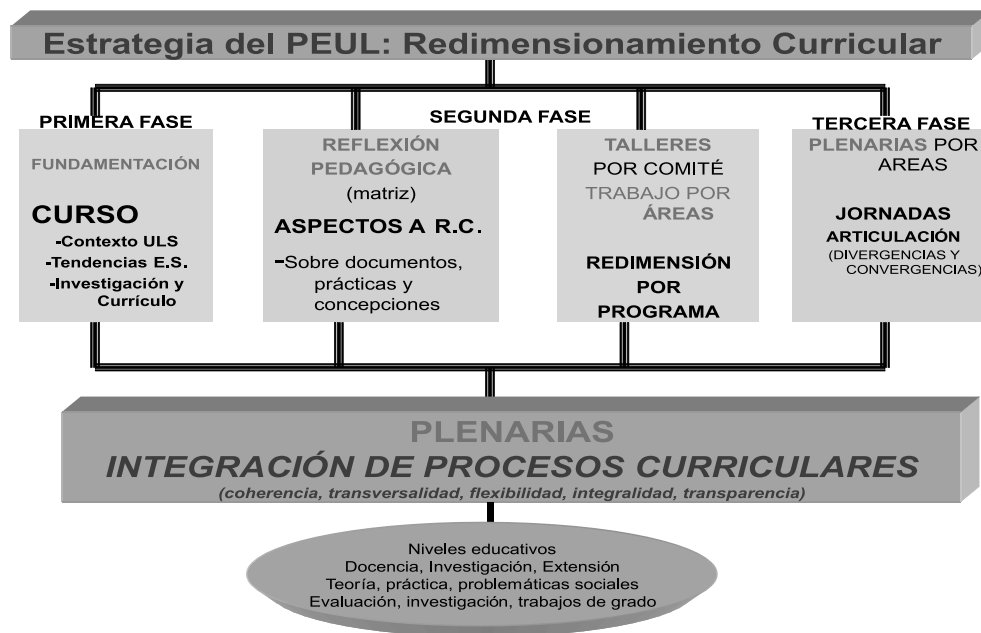 Estrategia del PEUL: Redimensionamiento Curricular
PRIMERA FASE
FUNDAMENTACIÓN
CURSO
-Contexto ULS
-Tendencias E.S.
-Investigación y
Currículo
SEGUNDA FASE
REFLEXIÓN
PEDAGÓGICA
(matriz)
ASPECTOS A R.C.
-Sobre documentos,
prácticas y
concepciones
TALLERES
POR COMITÉ
TRABAJO POR
ÁREAS
REDIMENSIÓN
POR
PROGRAMA
TERCERA FASE
PLENARIAS POR
AREAS
JORNADAS
ARTICULACIÓN
(DIVERGENCIAS Y
CONVERGENCIAS)
PLENARIAS
INTEGRACIÓN DE PROCESOS CURRICULARES
(coherencia, transversalidad, flexibilidad, integralidad, transparencia)
Niveles educativos
Docencia, Investigación, Extensión
Teoría, práctica, problemáticas sociales
Evaluación, investigación, trabajos de grado